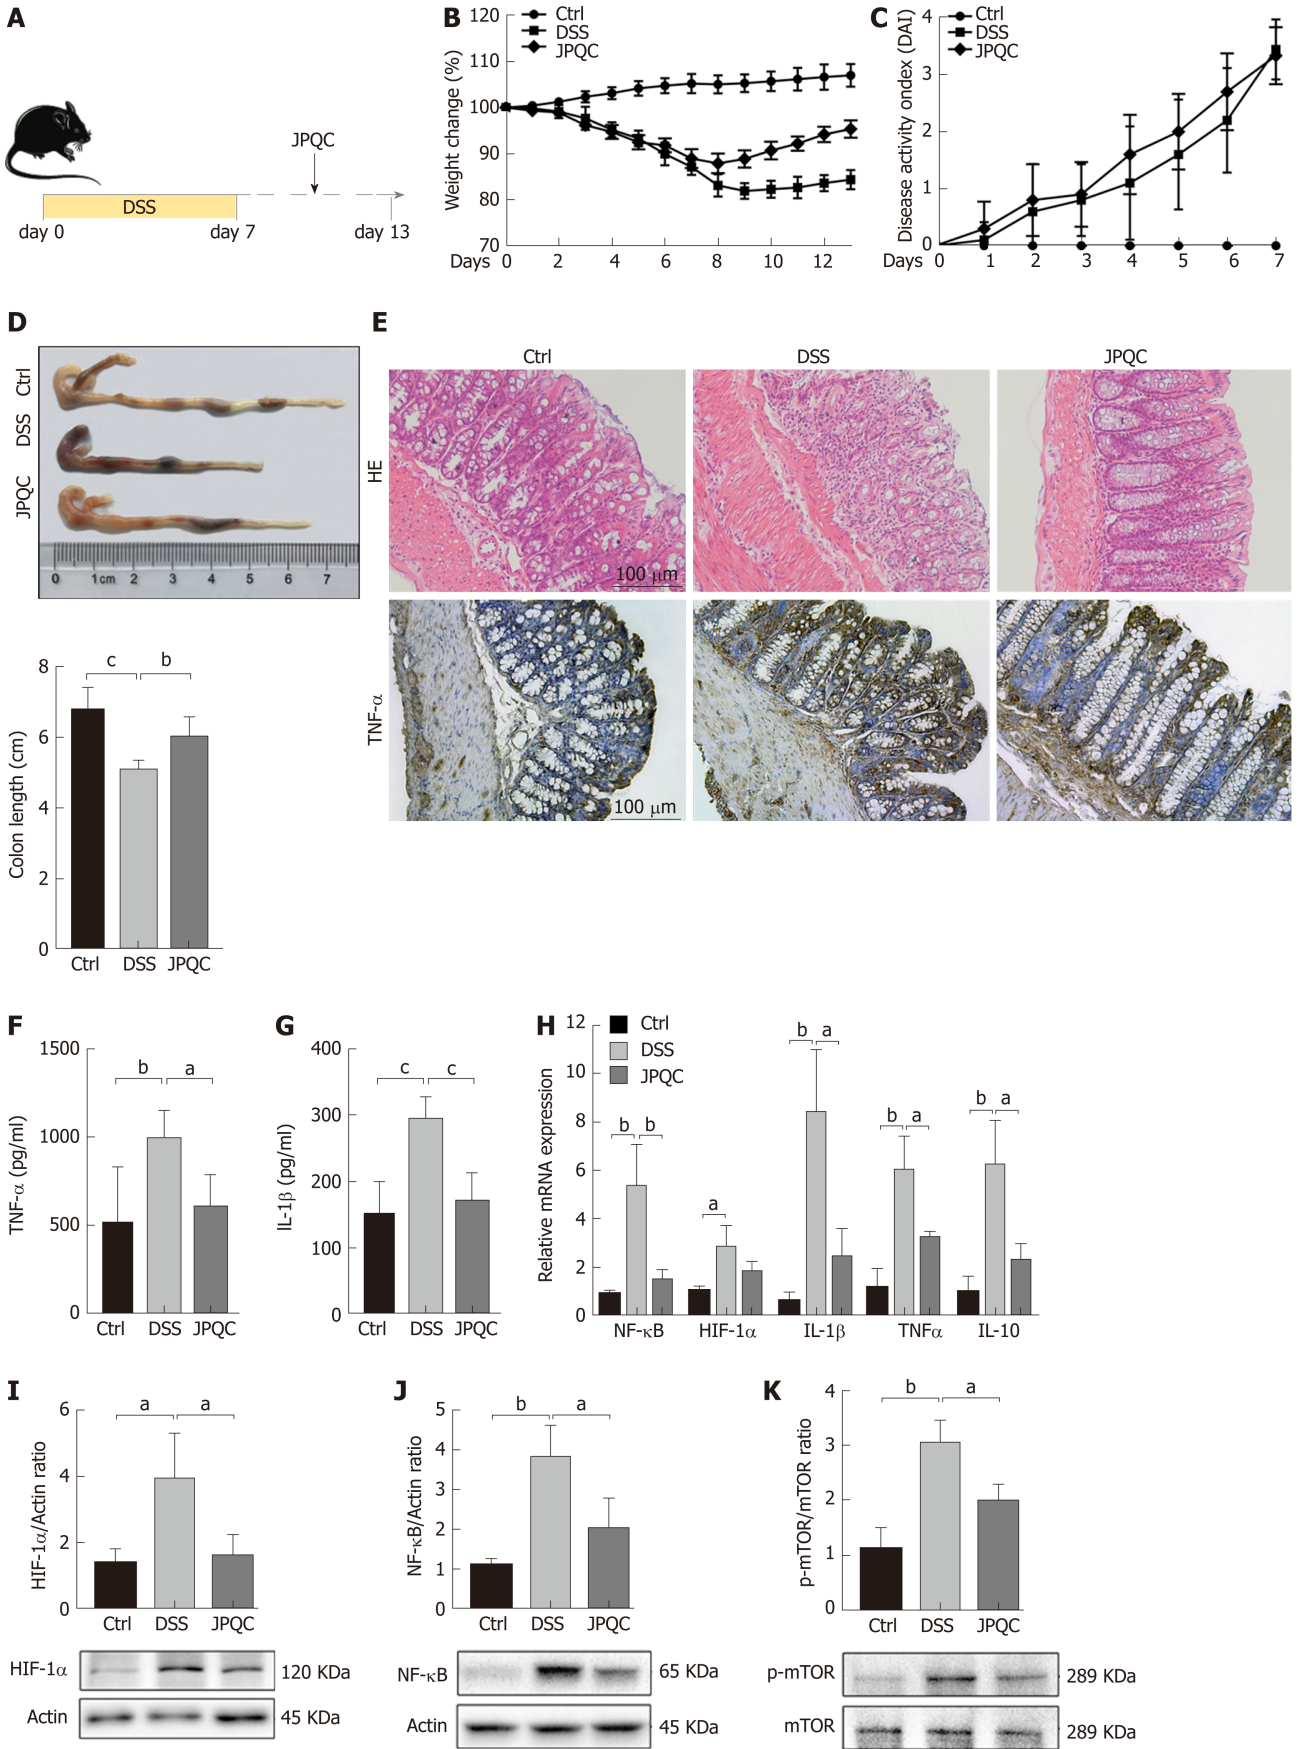 A
JPQC
DSS
day 0
day 7
day 13
B
120
110
100
90
80
70
Weight change (%)
Ctrl
DSS
JPQC
Days 0 2 4 6 8 10 12
C
4
3
2
1
0
Disease activity ondex (DAI)
Ctrl
DSS
JPQC
Days 0 1 2 3 4 5 6 7
D
Ctrl
DSS
JPQC
0 1cm 2 3 4 5 6 7
8
6
4
2
0
Colon length (cm)
c b
Ctrl DSS JPQC
E
Ctrl DSS JPQC
HE
100 μm
TNF-α
100 μm
F
1500
1000
500
0
TNF-α (pg/ml)
b a
Ctrl DSS JPQC
G
400
300
200
100
0
IL-1β (pg/ml)
c c
Ctrl DSS JPQC
H
12
10
8
6
4
2
0
Relative mRNA expression
Ctrl
DSS
JPQC
b b
a
b a
b a
b a
NF-κB HIF-1α IL-1β TNFα IL-10
I
6
4
2
0
HIF-1α/Actin ratio
a a
Ctrl DSS JPQC
HIF-1α 120 KDa
Actin 45 KDa
J
5
4
3
2
1
0
NF-κB/Actin ratio
b a
Ctrl DSS JPQC
NF-κB 65 KDa
Actin 45 KDa
K
4
3
2
1
0
p-mTOR/mTOR ratio
b a
Ctrl DSS JPQC
p-mTOR 289 KDa
mTOR 289 KDa